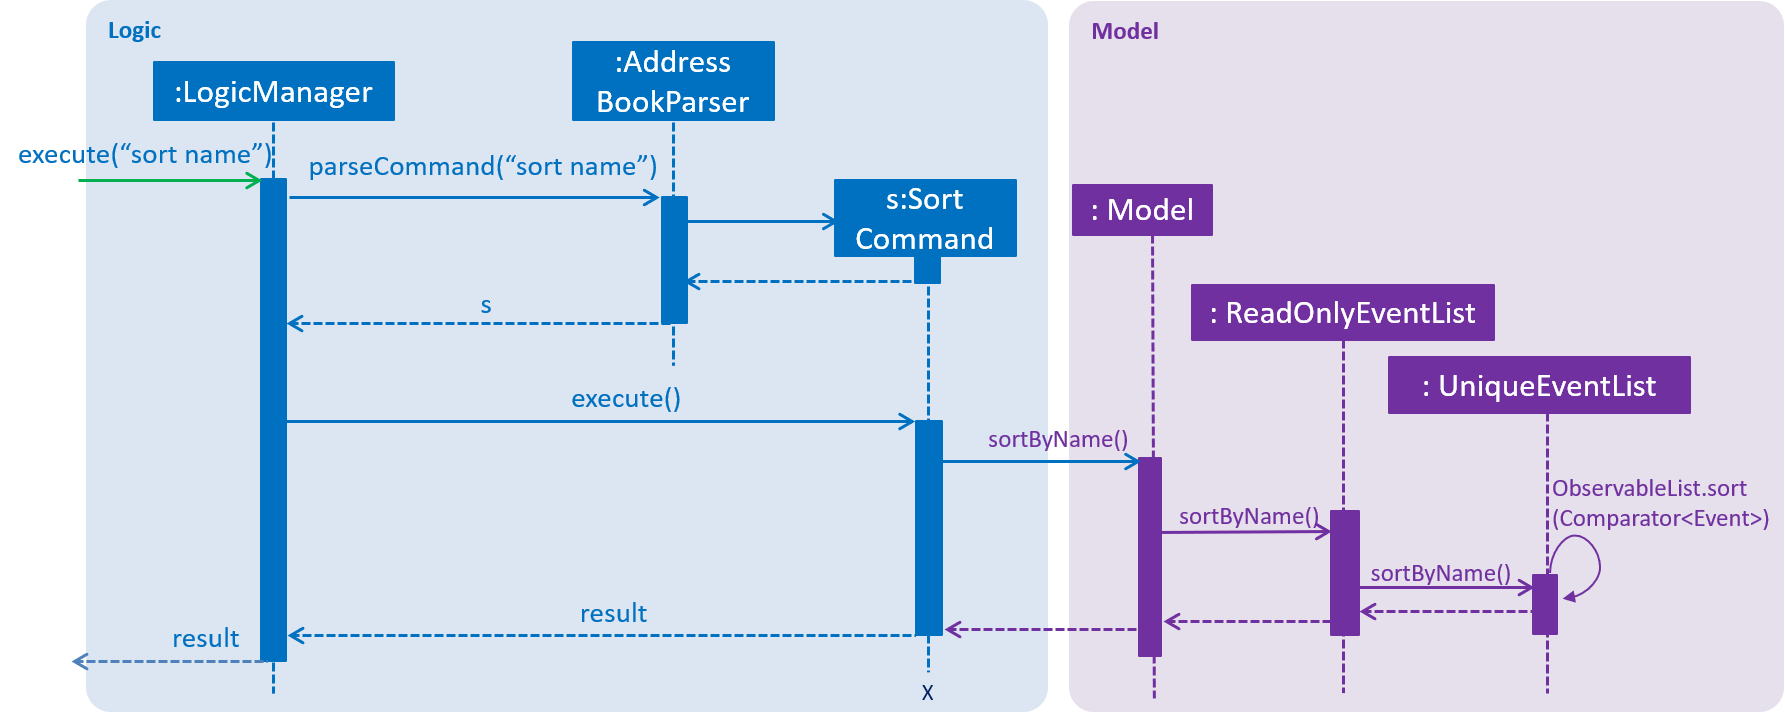 Logic
Model
:LogicManager
:Address
BookParser
execute(“sort name”)
parseCommand(“sort name”)
s:Sort
Command
: Model
s
: ReadOnlyEventList
: UniqueEventList
execute()
sortByName()
ObservableList.sort
(Comparator<Event>)
sortByName()
sortByName()
result
result
X